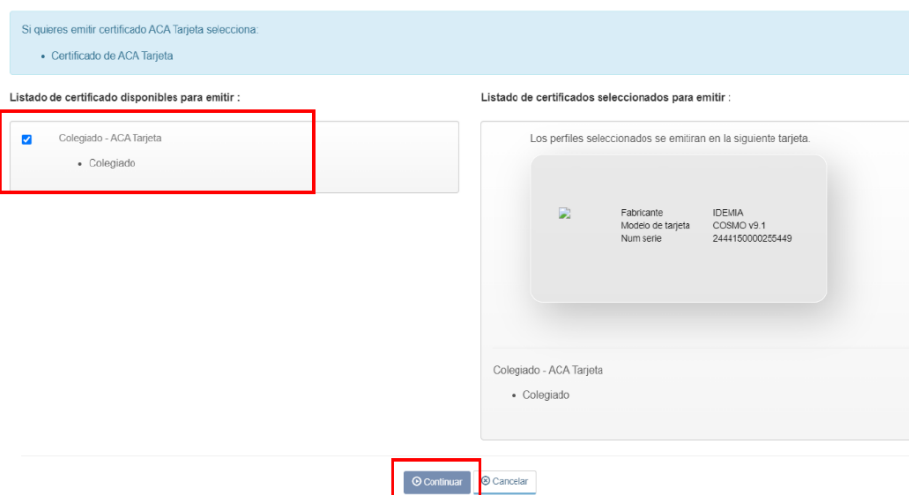 Si quieres emitir certificado ACA Tarjeta selecciona:
• Certificado de ACA Tarjeta
Listado de certificado disponibles para emitir :
Colegiado - ACA Tarjeta
• Colegiado
Listado de certificados seleccionados para emitir :
Los perfiles seleccionados se emitiran en la siguiente tarjeta.
Fabricante IDEMIA
Modelo de tarjeta COSMO v9.1
Num serie 2444150000255449
Colegiado - ACA Tarjeta
• Colegiado
Continuar Cancelar